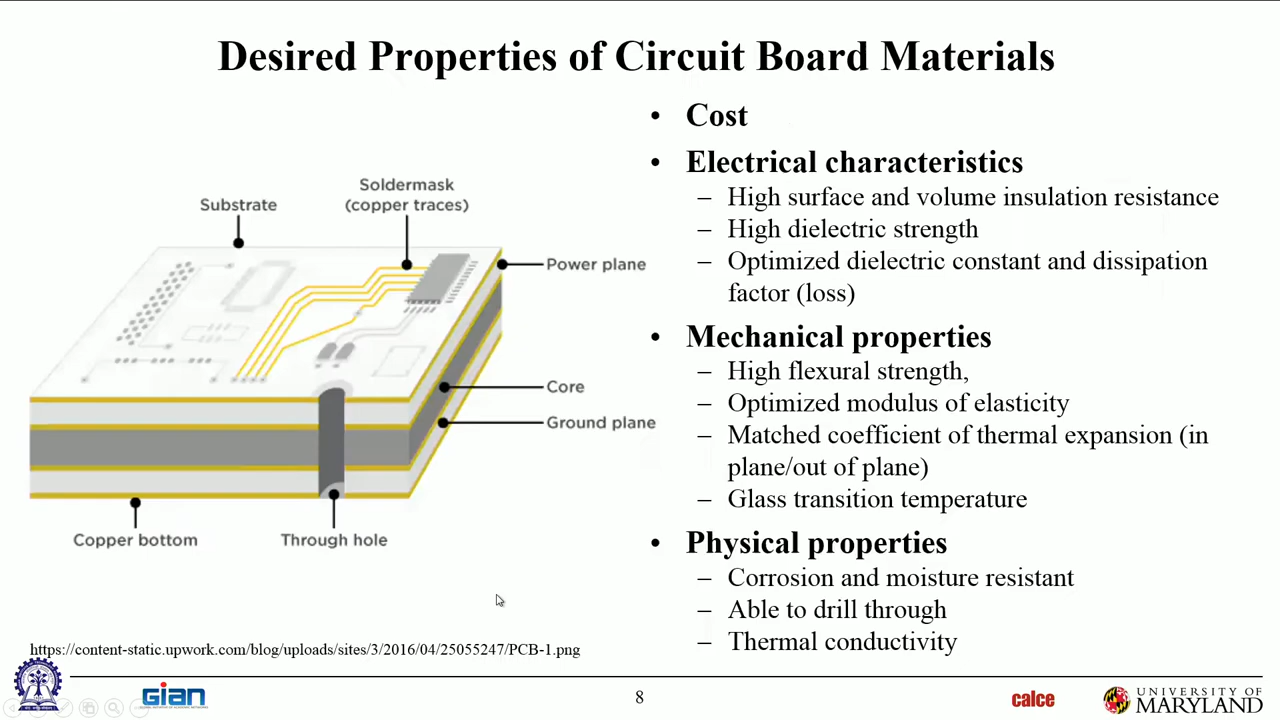 Desired Properties of Circuit Board Materials
Substrate
Soldermask
(copper traces)
Power plane
Core
Ground plane
Copper bottom
Through hole
https://content-static.upwork.com/blog/uploads/sites/3/2016/04/25055247/PCB-1.png
• Cost
• Electrical characteristics
– High surface and volume insulation resistance
– High dielectric strength
– Optimized dielectric constant and dissipation
factor (loss)
• Mechanical properties
– High flexural strength,
– Optimized modulus of elasticity
– Matched coefficient of thermal expansion (in
plane/out of plane)
– Glass transition temperature
• Physical properties
– Corrosion and moisture resistant
– Able to drill through
– Thermal conductivity
GIAN
8
calce
UNIVERSITY OF
MARYLAND